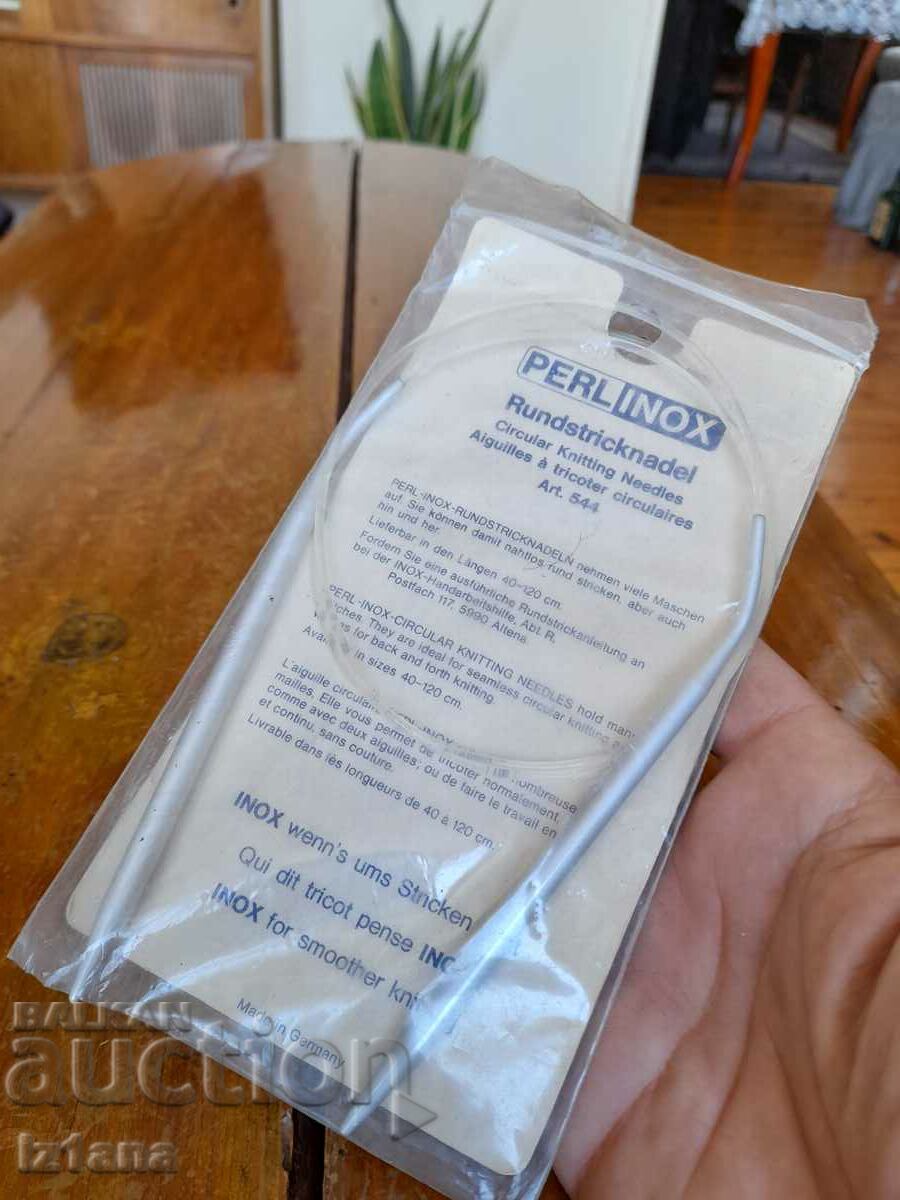 PERL INOX
Rundstricknadel
Circular Knitting Needles
Aiguilles à tricoter circulaires
Art. 544
PERL-INOX-RUNDSTRICKNADELN nehmen viele Maschen
auf. Sie können damit nahtlos rund stricken, aber auch
hin und her.
Lieferbar in den Längen 40-120 cm.
Fordern Sie eine ausführliche Rundstrickanleitung an
bei der INOX-Handarbeitshilfe, Abt. R,
Postfach 117, 5990 Altena.
PERL-INOX-CIRCULAR KNITTING NEEDLES hold many
They are ideal for seamless circular knitting
for back and forth knitting.
in sizes 40-120 cm.
L'aiguille circulaire nombreuse
mailles. Elle vous permet de tricoter normalement,
comme avec deux aiguilles, ou de faire le travail en
et continu, sans couture.
Livrable dans les longueurs de 40 à 120 cm.
INOX wenn's ums Stricken
Qui dit tricot pense
INOX for smoother
Made in Germany
BALKAN
auction
iz1ana